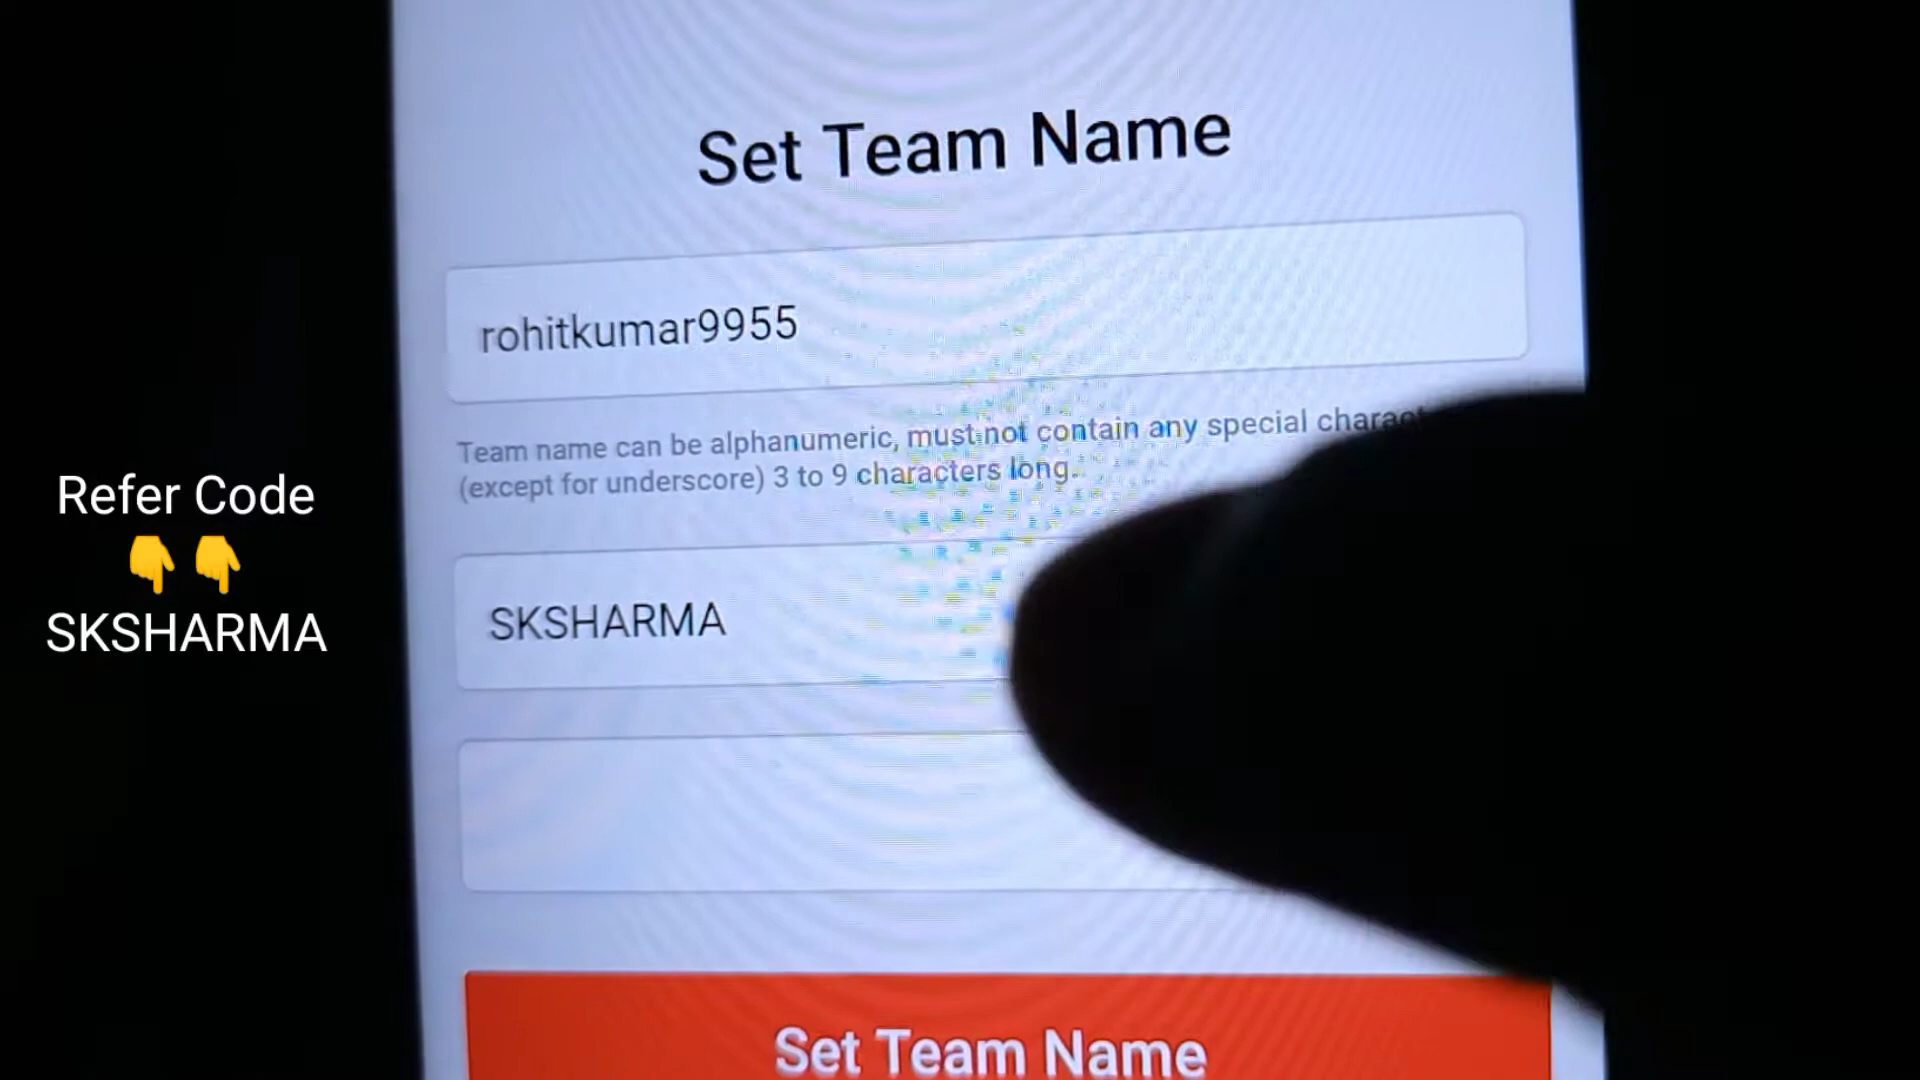 Set Team Name
rohitkumar9955
Team name can be alphanumeric, must not contain any special
(except for underscore) 3 to 9 characters long.
Refer Code
👇👇
SKSHARMA
SKSHARMA
Set Team Name